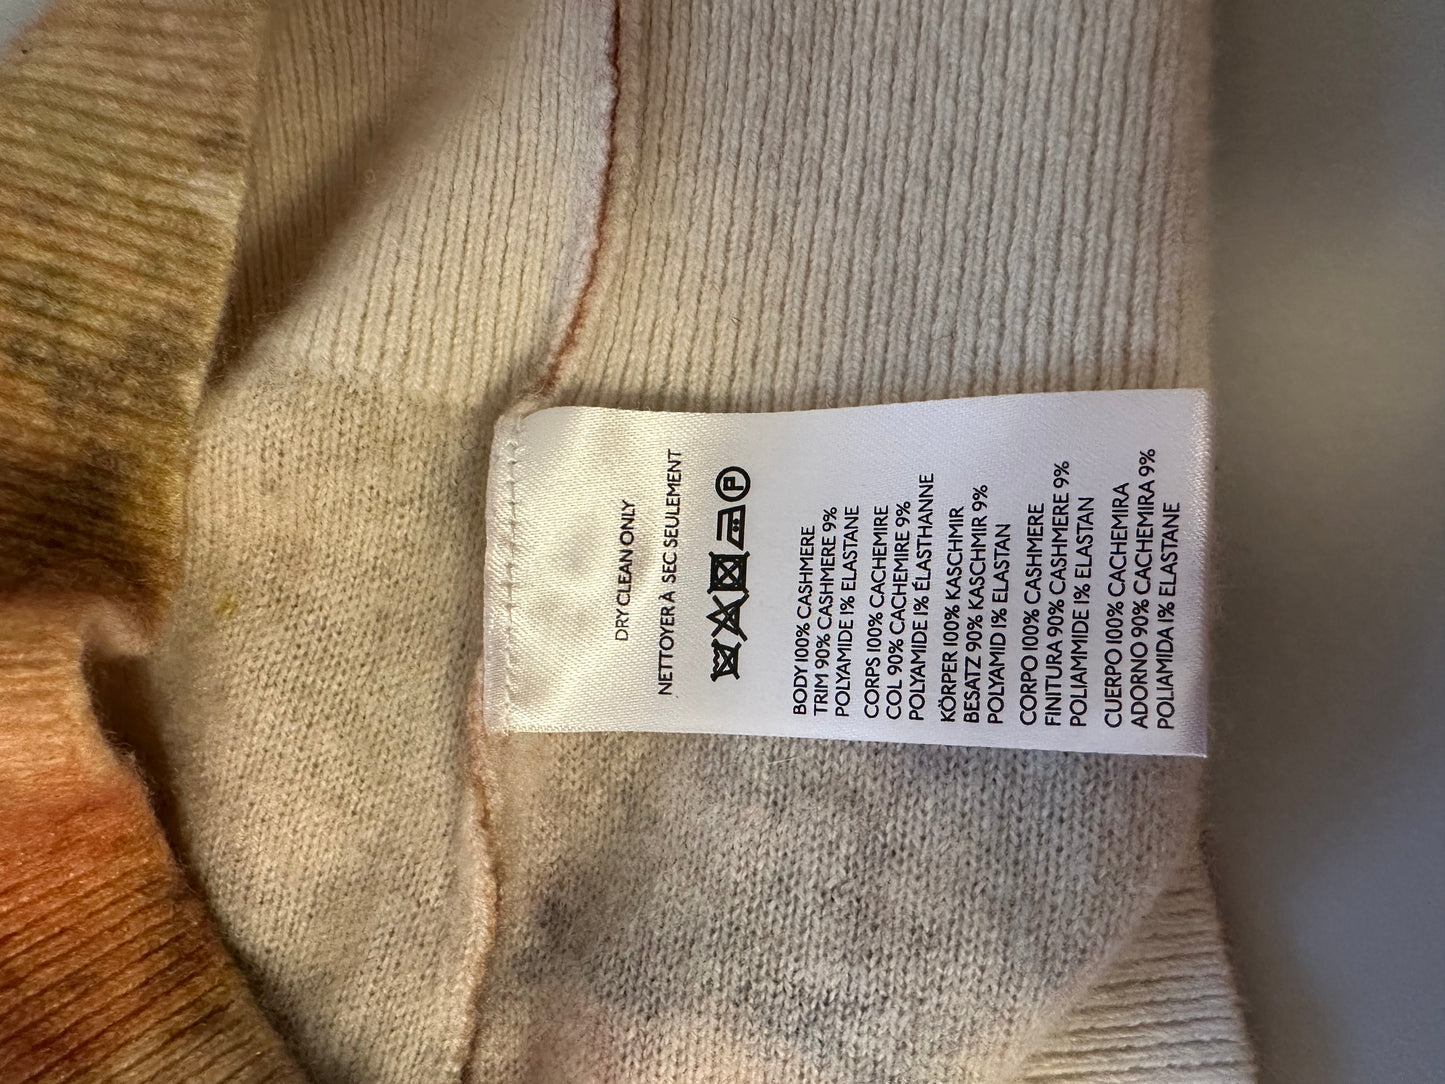 DRY CLEAN ONLY
NETTOYER À SEC SEULEMENT
P
BODY 100% CASHMERE
TRIM 90% CASHMERE 9%
POLYAMIDE 1% ELASTANE
CORPS 100% CACHEMIRE
COL 90% CACHEMIRE 9%
POLYAMIDE 1% ÉLASTHANNE
KÖRPER 100% KASCHMIR
BESATZ 90% KASCHMIR 9%
POLYAMID 1% ELASTAN
CORPO 100% CASHMERE
FINITURA 90% CASHMERE 9%
POLIAMMIDE 1% ELASTAN
CUERPO 100% CACHEMIRA
ADORNO 90% CACHEMIRA 9%
POLIAMIDA 1% ELASTANE